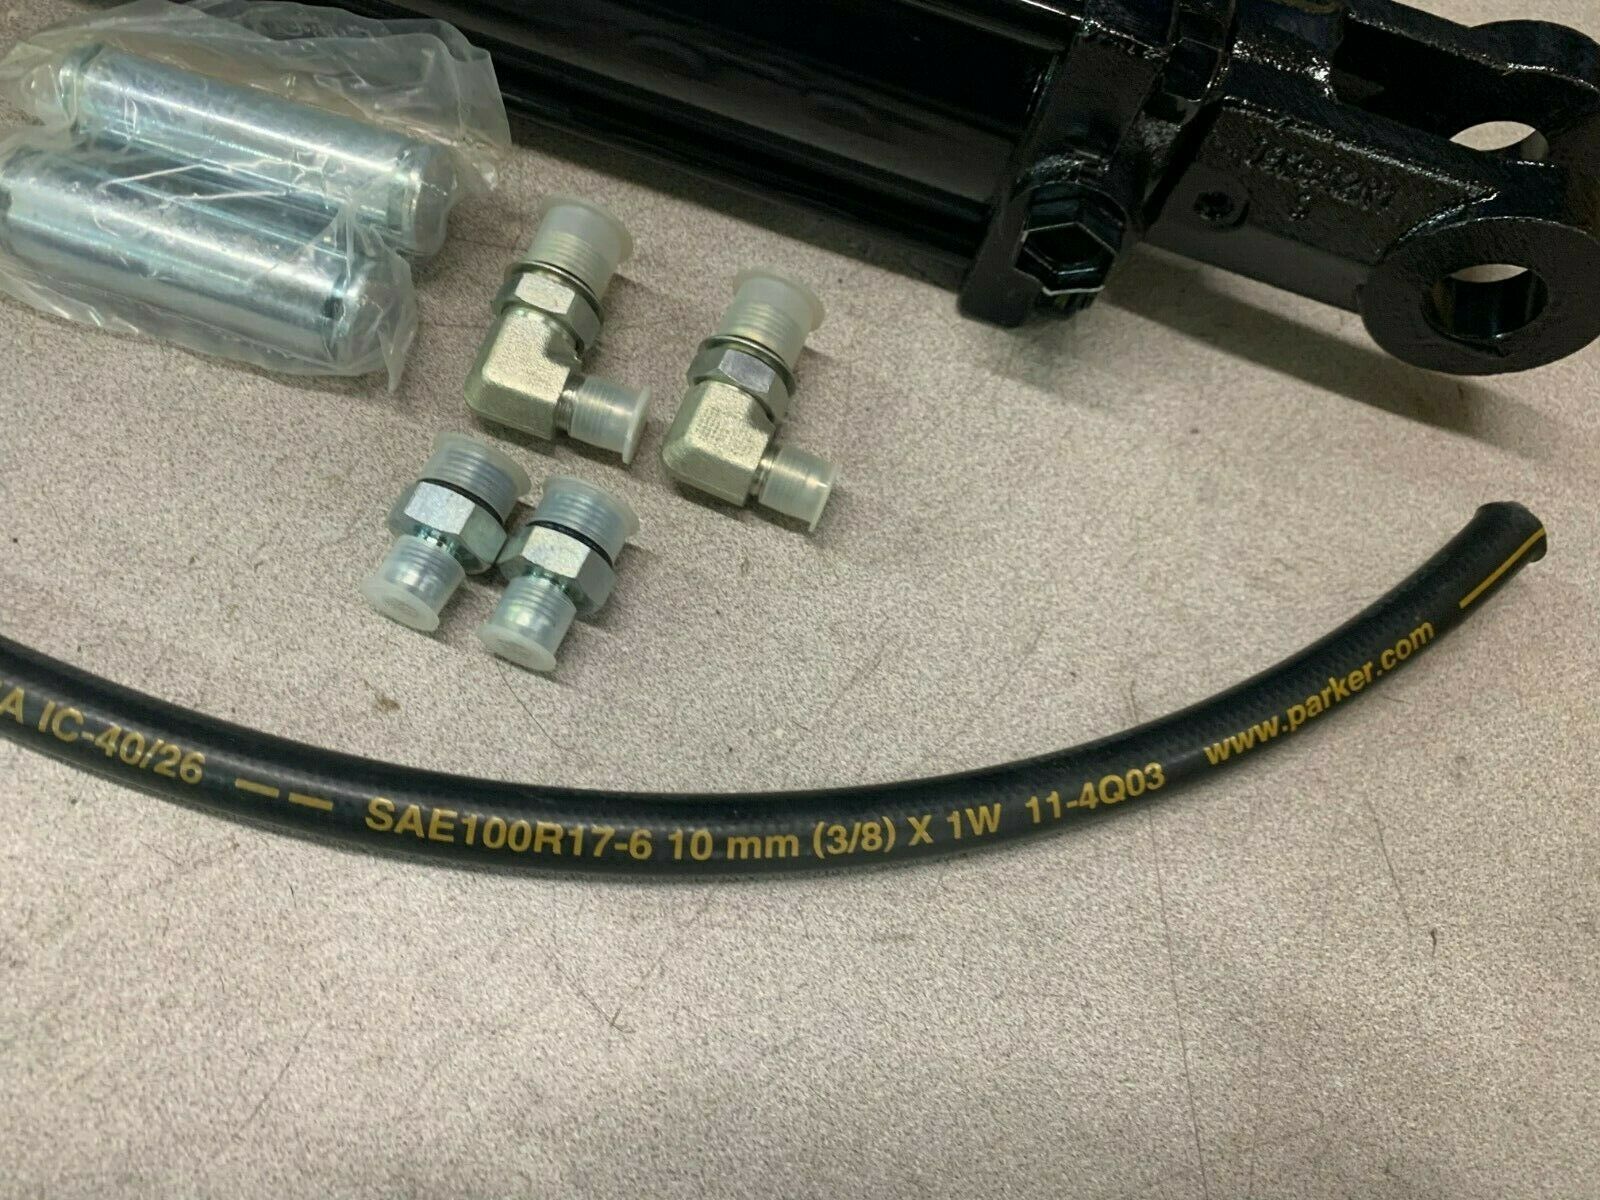 A IC-40/26 — — SAE100R17-6 10 mm (3/8) X 1W 11-4Q03 www.parker.com